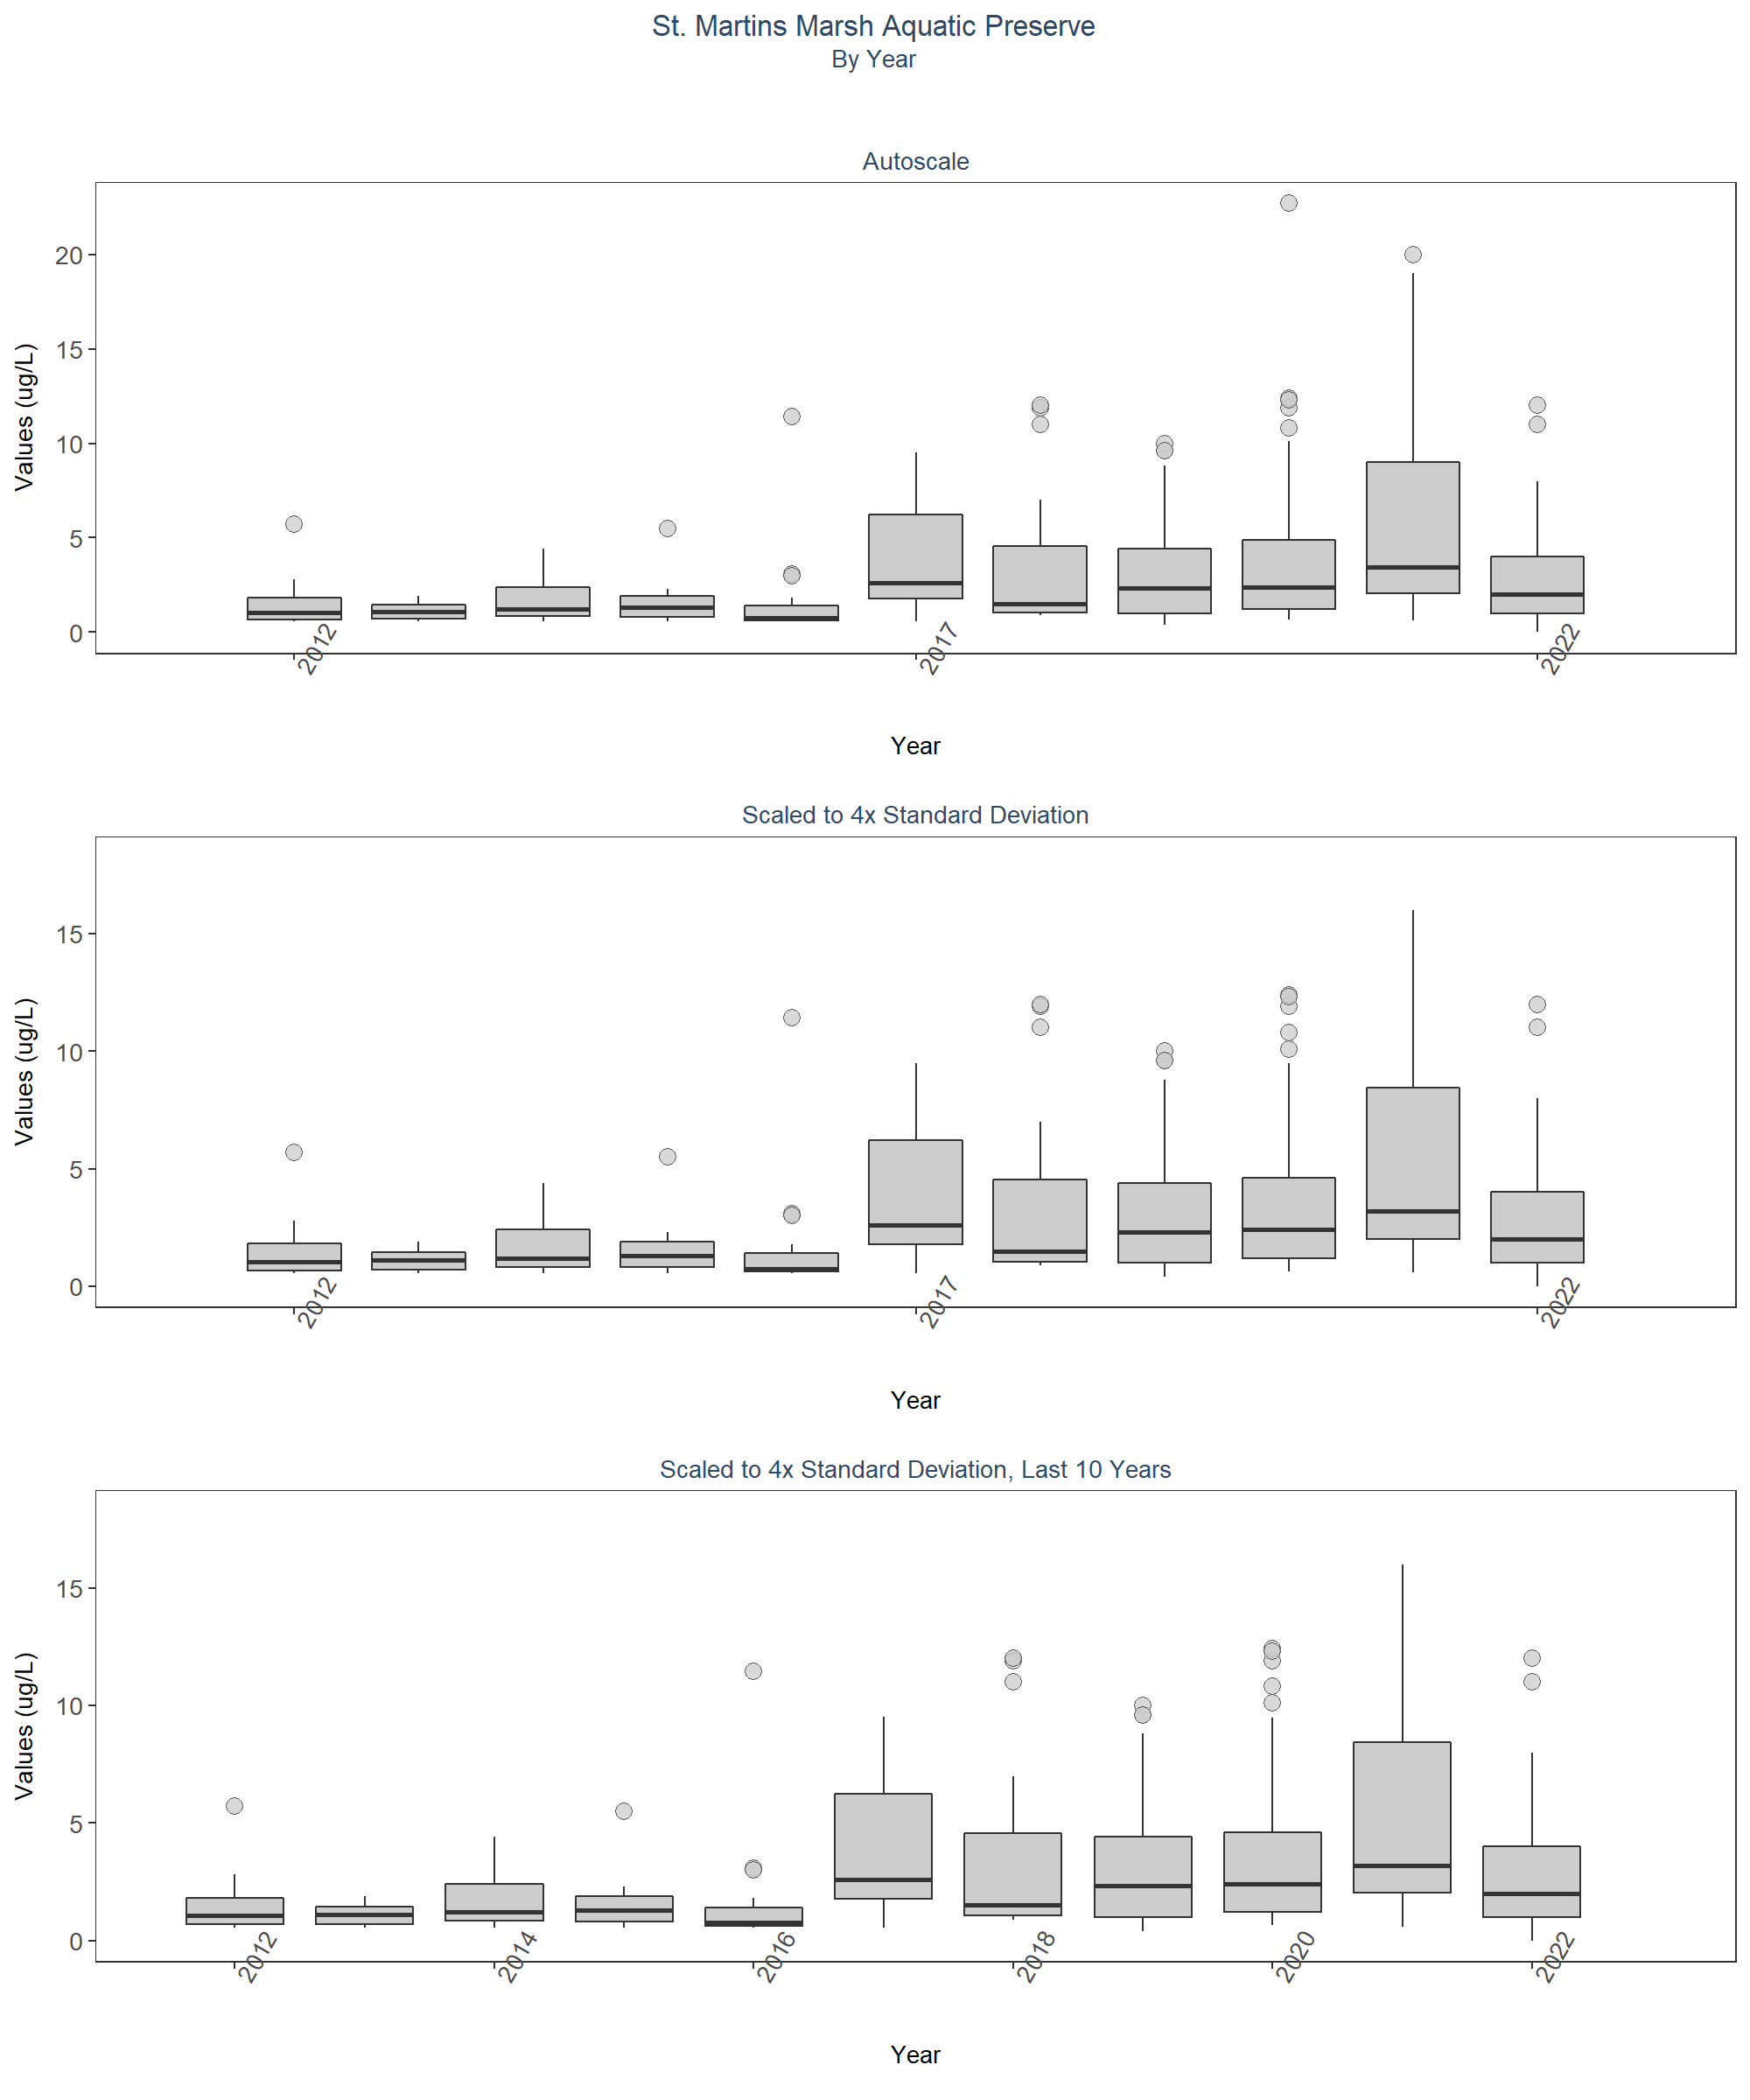 St. Martins Marsh Aquatic Preserve
By Year
Autoscale
Values (ug/L)
20
15
10
5
0
2012
2017
2022
Year
Scaled to 4x Standard Deviation
Values (ug/L)
15
10
5
0
2012
2017
2022
Year
Scaled to 4x Standard Deviation, Last 10 Years
Values (ug/L)
15
10
5
0
2012
2014
2016
2018
2020
2022
Year